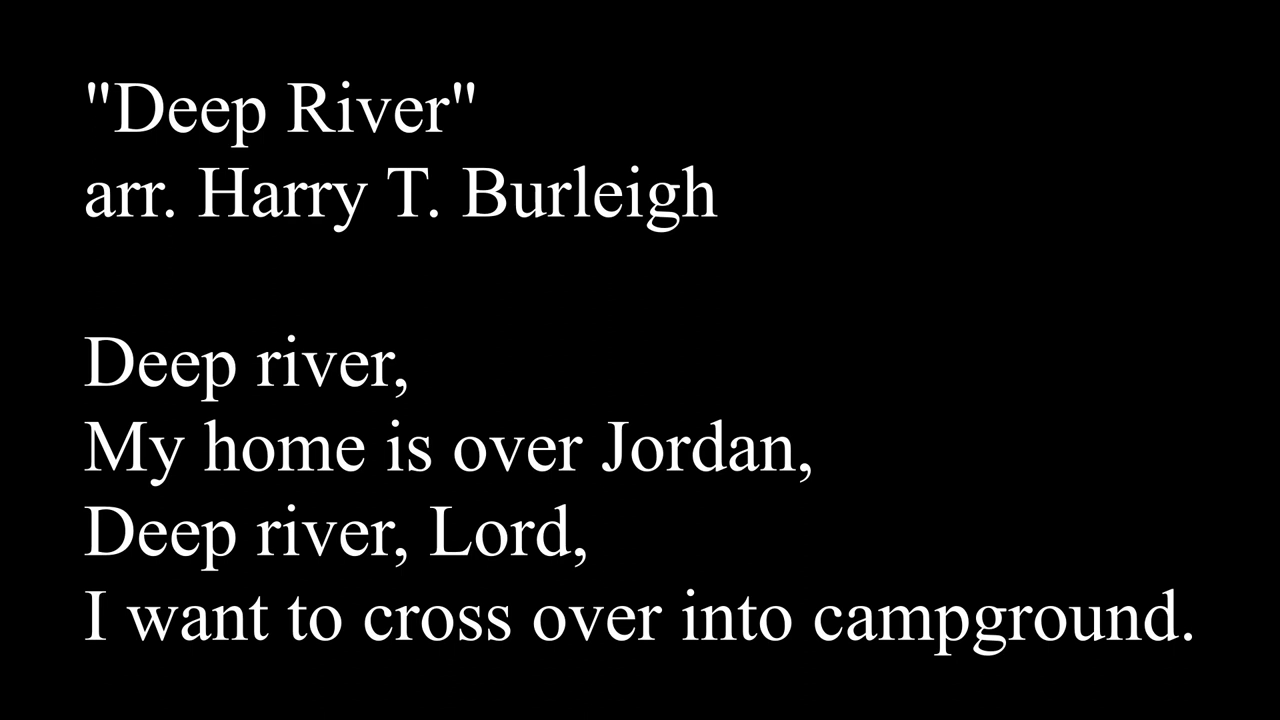 "Deep River"
arr. Harry T. Burleigh
Deep river,
My home is over Jordan,
Deep river, Lord,
I want to cross over into campground.